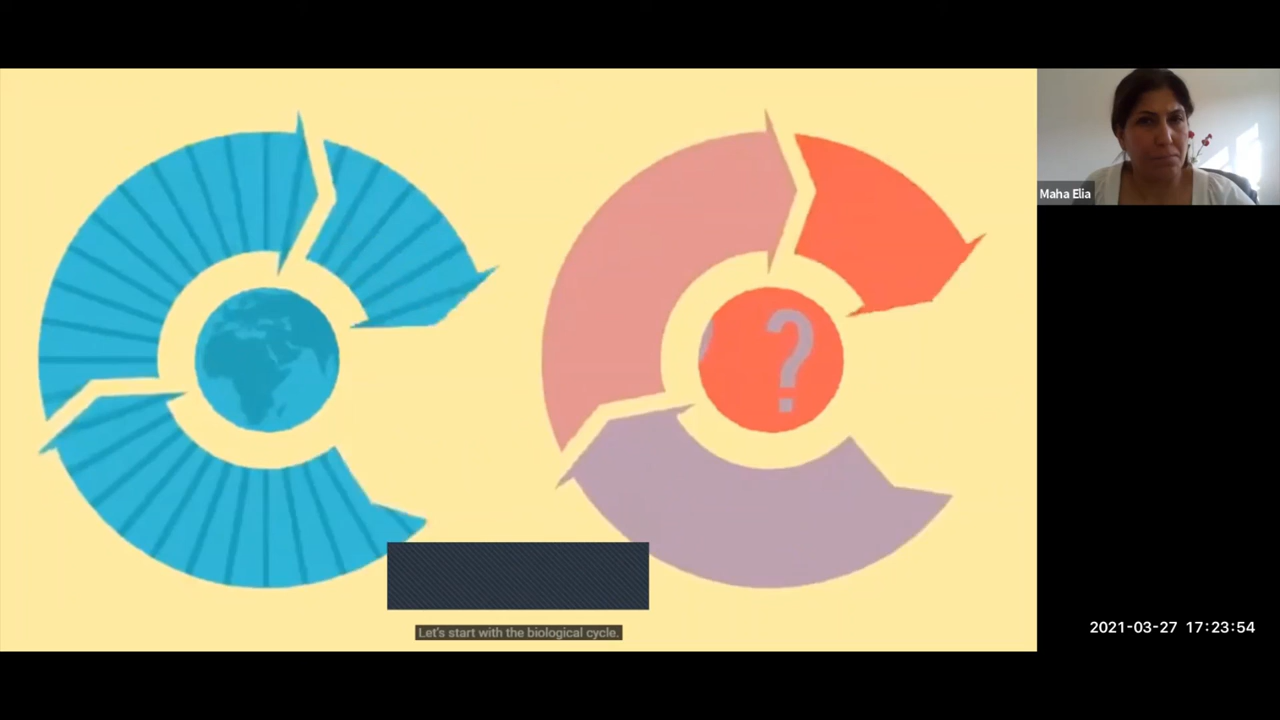 ?
Maha Elia
Let's start with the biological cycle.
2021-03-27 17:23:54